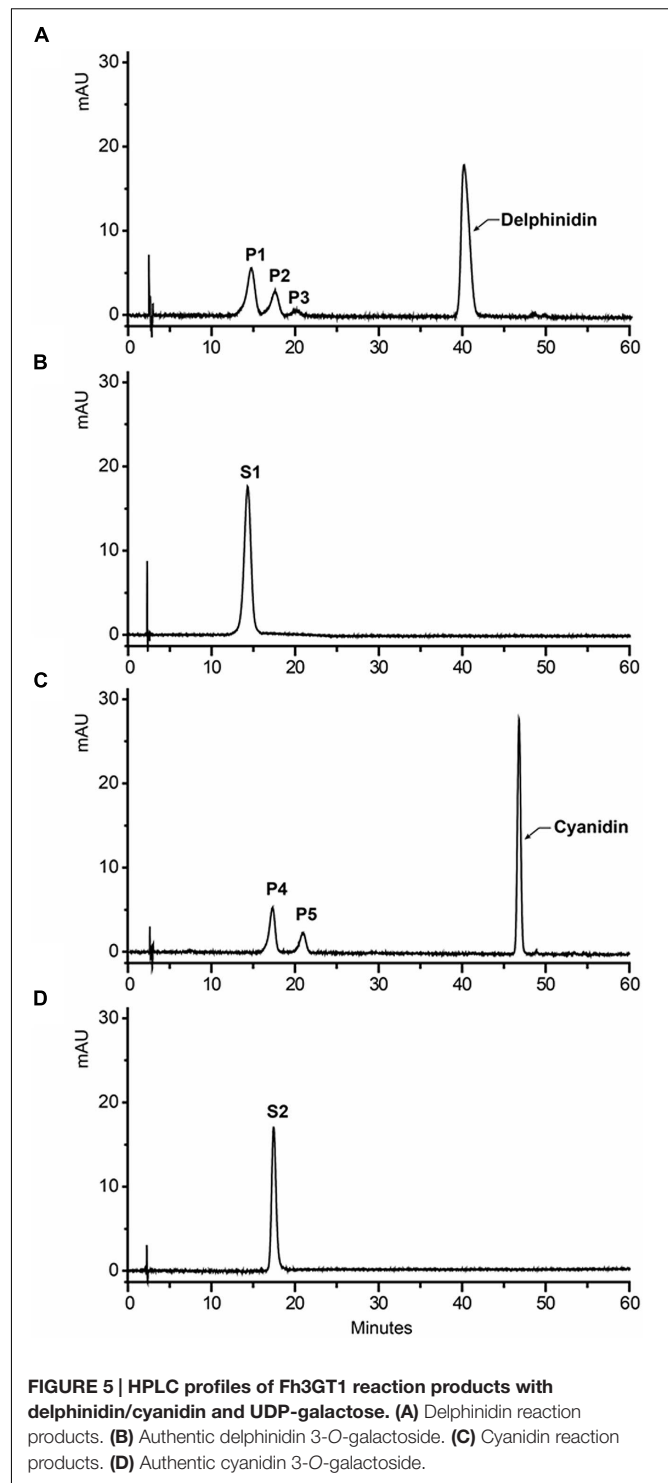 A
mAU
30
20
10
0
P1
P2
P3
Delphinidin
0 10 20 30 40 50 60
B
mAU
30
20
10
0
S1
0 10 20 30 40 50 60
C
mAU
30
20
10
0
P4
P5
Cyanidin
0 10 20 30 40 50 60
D
mAU
30
20
10
0
S2
0 10 20 30 40 50 60
Minutes
FIGURE 5 | HPLC profiles of Fh3GT1 reaction products with
delphinidin/cyanidin and UDP-galactose. (A) Delphinidin reaction
products. (B) Authentic delphinidin 3-O-galactoside. (C) Cyanidin reaction
products. (D) Authentic cyanidin 3-O-galactoside.